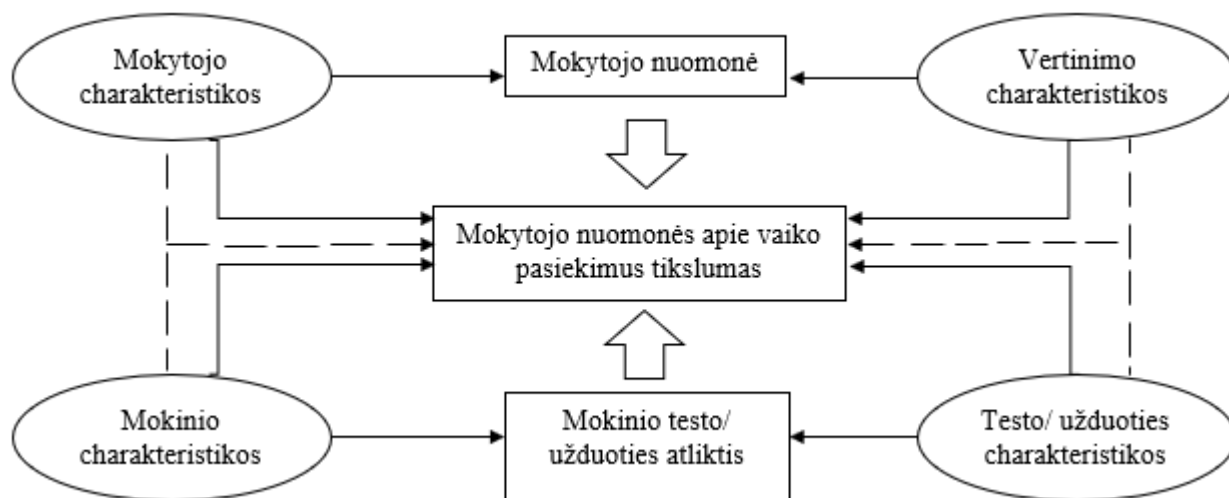 Mokytojo
charakteristikos
Mokytojo nuomonė
Vertinimo
charakteristikos
Mokytojo nuomonės apie vaiko
pasiekimus tikslumas
Mokinio
charakteristikos
Mokinio testo/
užduoties atliktis
Testo/ užduoties
charakteristikos